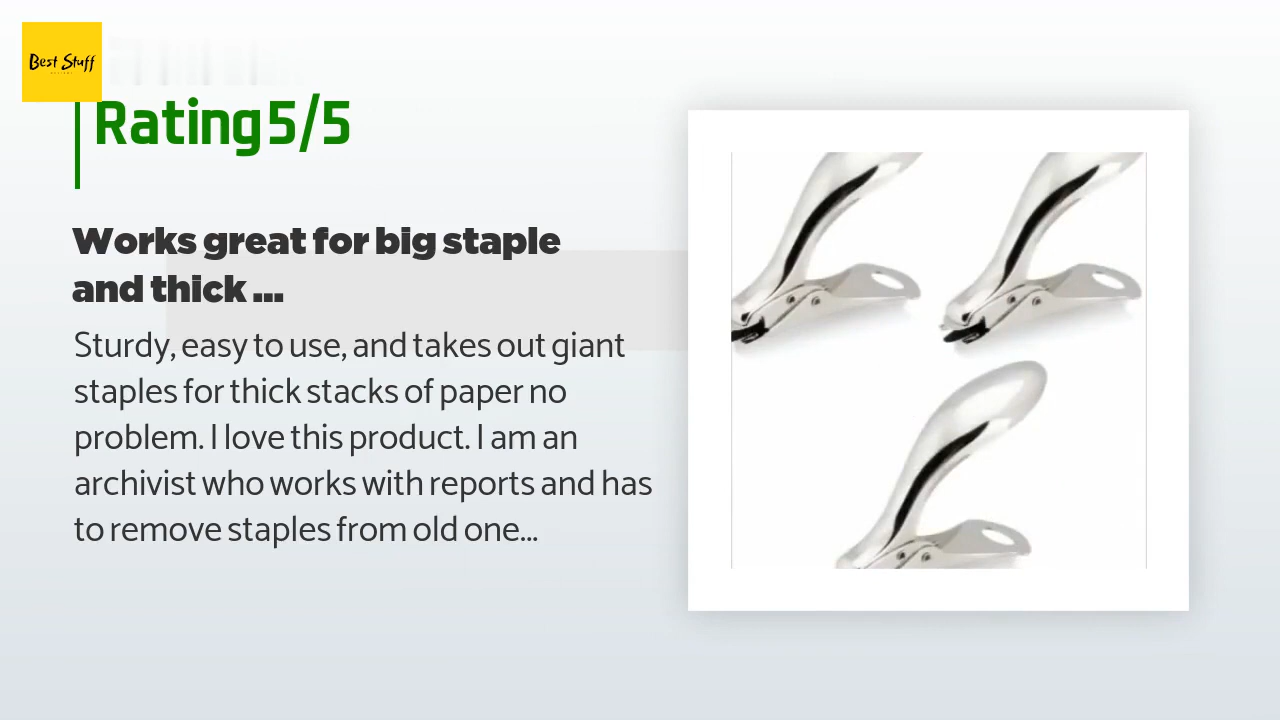 Best Stuff
Rating 5/5
Works great for big staple
and thick ...
Sturdy, easy to use, and takes out giant
staples for thick stacks of paper no
problem. I love this product. I am an
archivist who works with reports and has
to remove staples from old one...